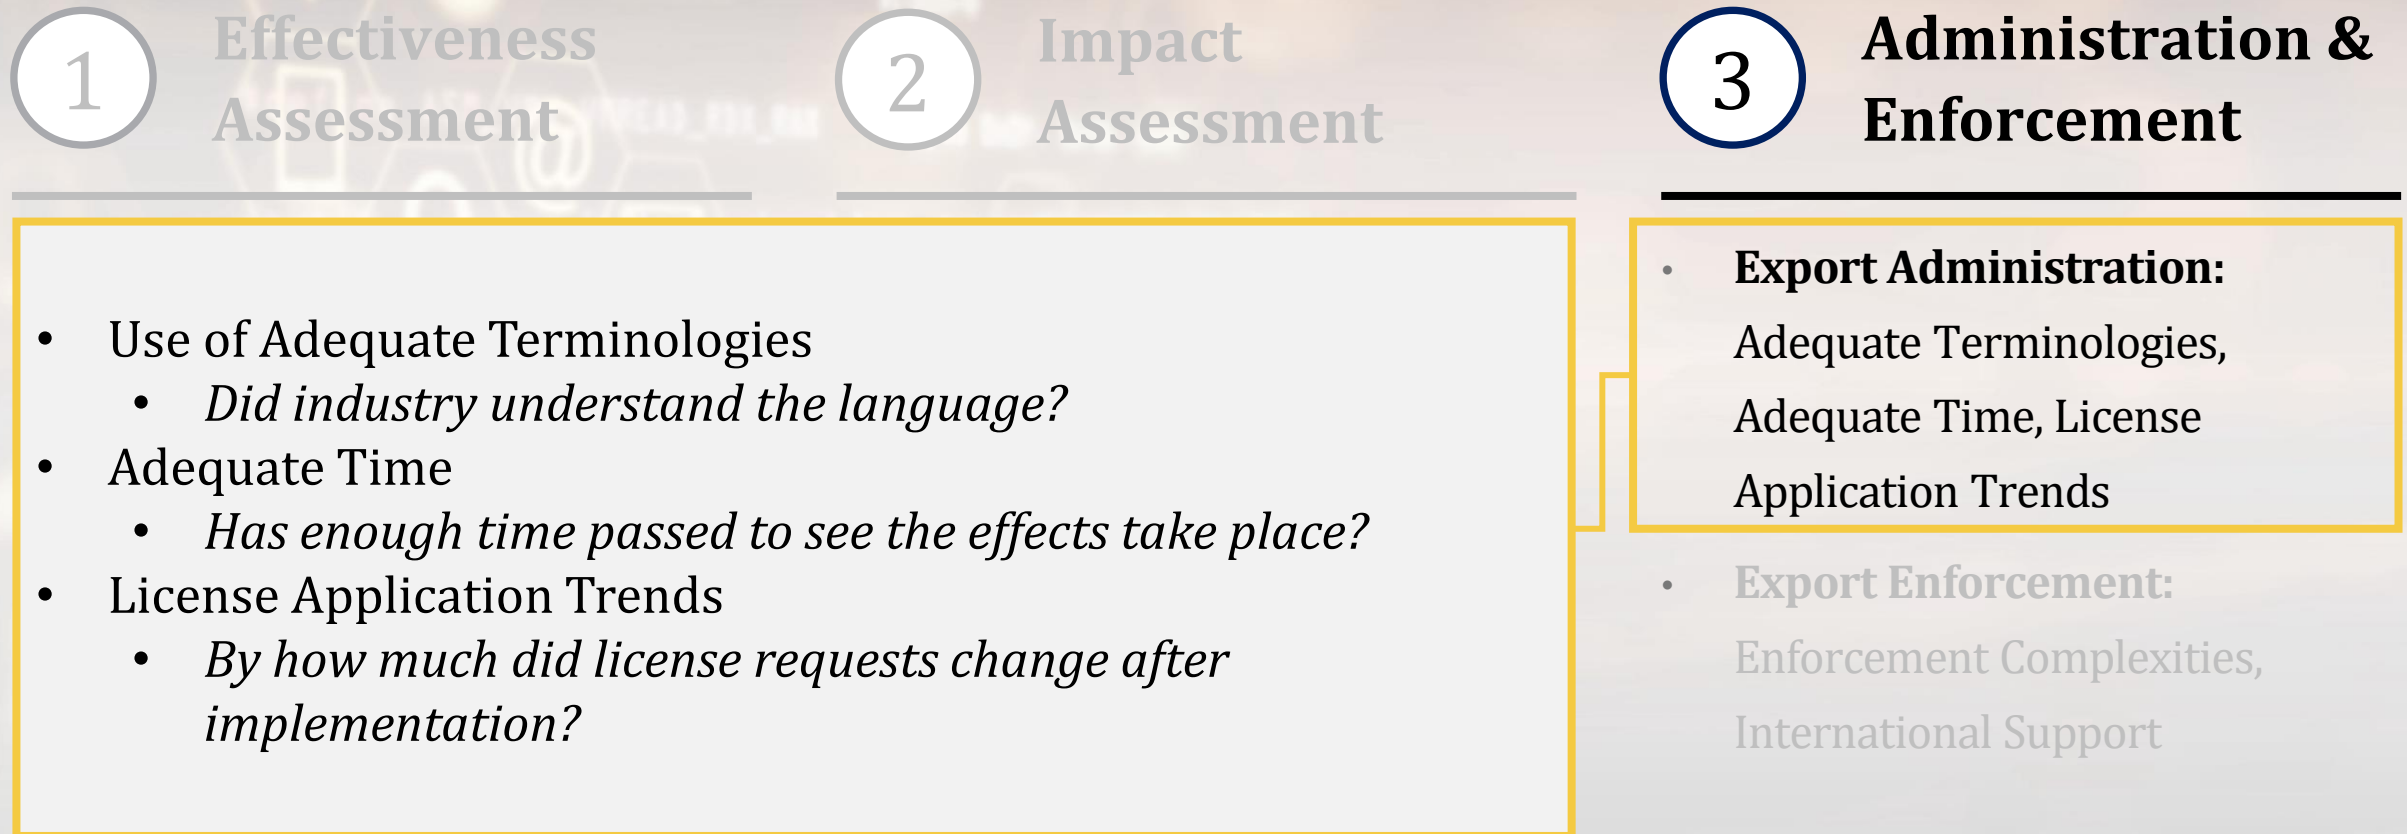 1
Effectiveness
Assessment
2
Impact
Assessment
3
Administration &
Enforcement
• Use of Adequate Terminologies
• Did industry understand the language?
• Adequate Time
• Has enough time passed to see the effects take place?
• License Application Trends
• By how much did license requests change after
implementation?
• Export Administration:
Adequate Terminologies,
Adequate Time, License
Application Trends
• Export Enforcement:
Enforcement Complexities,
International Support